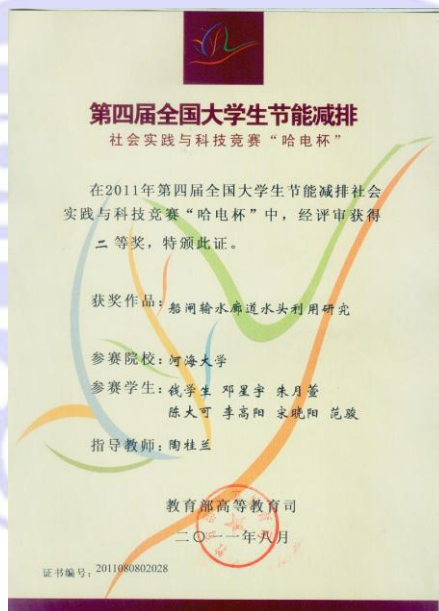 第四届全国大学生节能减排
社会实践与科技竞赛“哈电杯”
在2011年第四届全国大学生节能减排社会
实践与科技竞赛“哈电杯”中，经评审获得
二等奖，特颁此证。
获奖作品：船闸输水廊道水头利用研究
参赛院校：河海大学
参赛学生：钱学生 邓星宇 朱月萱
陈大可 李高阳 宋晓阳 范骏
指导教师：陶桂兰
教育部高等教育司
二〇一一年八月
证书编号：2011080802028